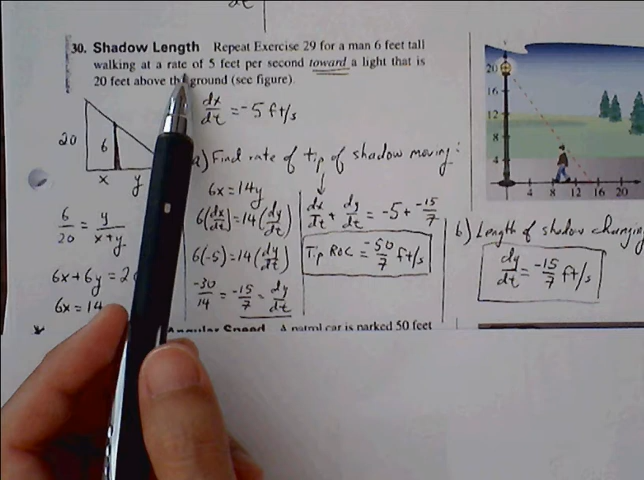 30. Shadow Length Repeat Exercise 29 for a man 6 feet tall
walking at a rate of 5 feet per second toward a light that is
20 feet above the ground (see figure).
dx/dt = -5 ft/s
20
6
x y
a) Find rate of tip of shadow moving:
6/20 = y/x+y
6x+6y = 2
6x = 14
6x = 14y
6(dx/dt) = 14(dy/dt)
6(-5) = 14(dy/dt)
-30/14 = -15/7 = dy/dt
dx/dt + dy/dt = -5 + -15/7
Tip ROC = -50/7 ft/s
b) Length of shadow changing
dy/dt = -15/7 ft/s
20
16
12
8
4
4 8 12 16 20
Angular Speed A patrol car is parked 50 feet